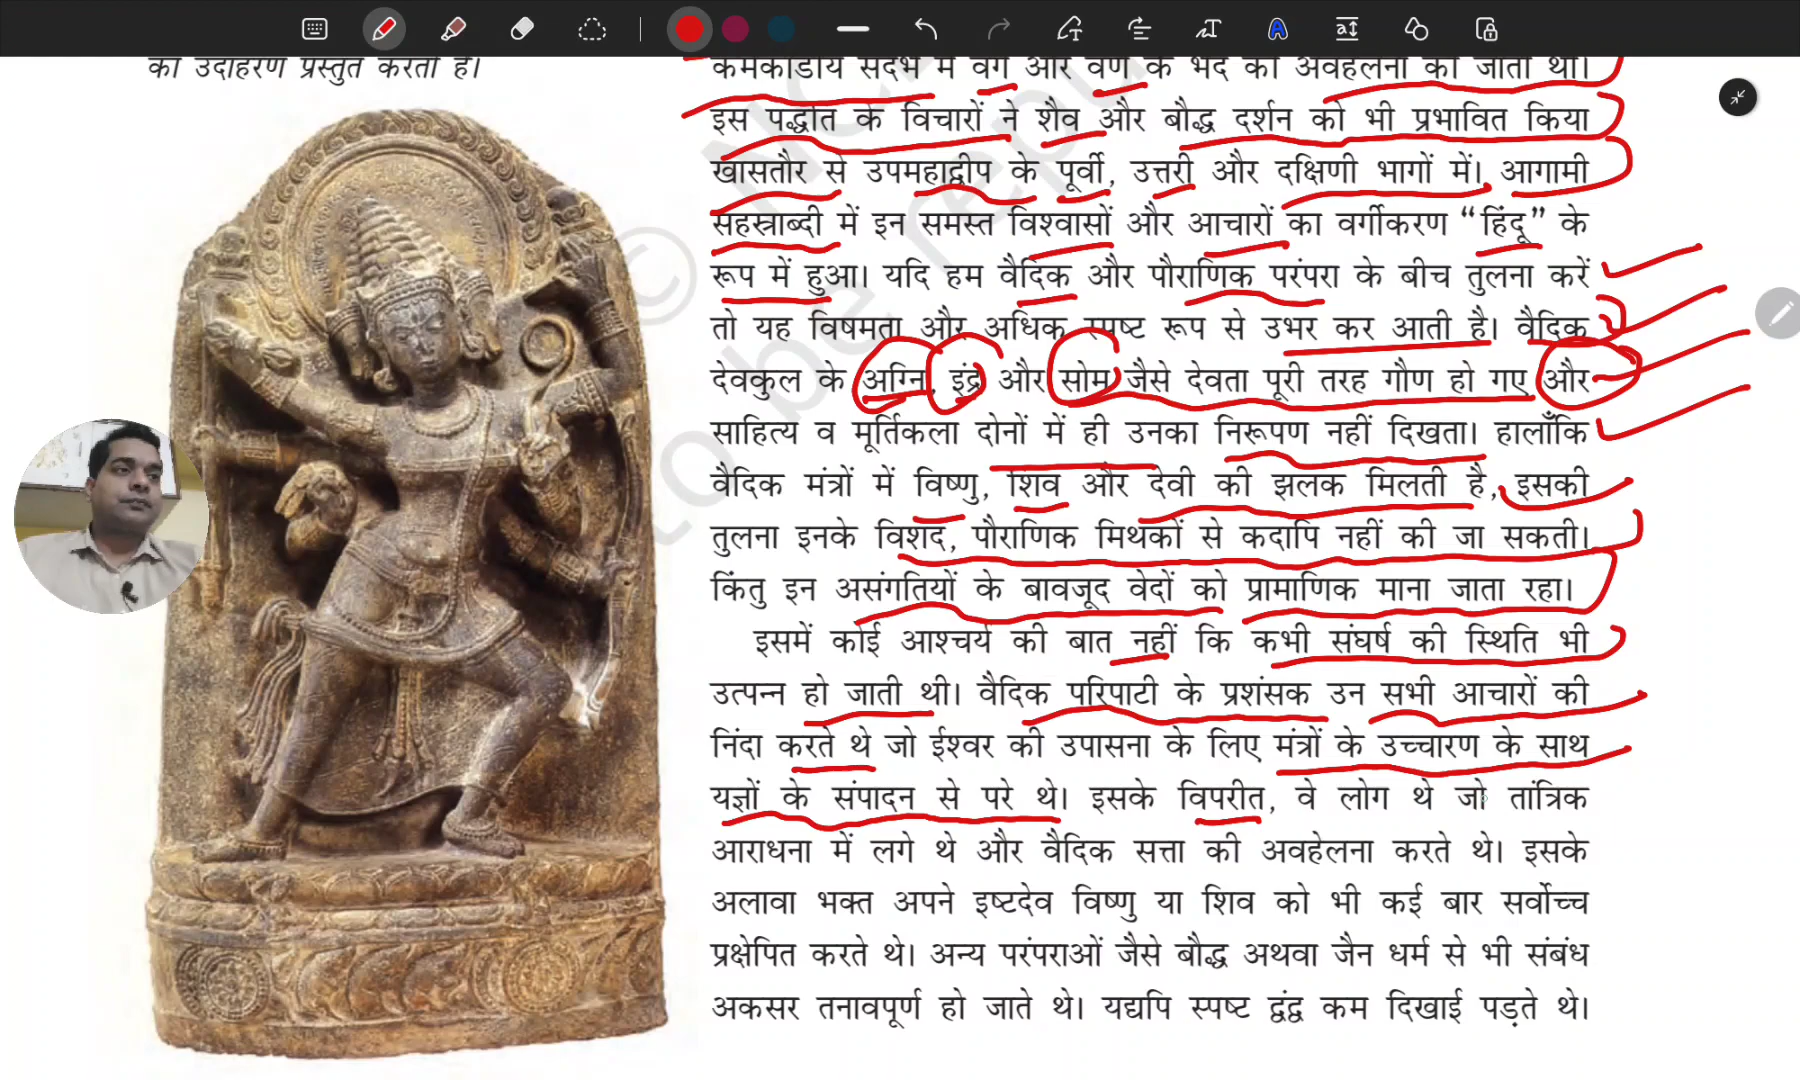 का उदाहरण प्रस्तुत करती है।
कर्मकांडीय संदर्भ में वर्ग और वर्ण के भेद की अवहेलना की जाती थी।
इस पद्धति के विचारों ने शैव और बौद्ध दर्शन को भी प्रभावित किया
खासतौर से उपमहाद्वीप के पूर्वी, उत्तरी और दक्षिणी भागों में। आगामी
सहस्राब्दी में इन समस्त विश्वासों और आचारों का वर्गीकरण “हिंदू” के
रूप में हुआ। यदि हम वैदिक और पौराणिक परंपरा के बीच तुलना करें
तो यह विषमता और अधिक स्पष्ट रूप से उभर कर आती है। वैदिक
देवकुल के अग्नि, इंद्र और सोम जैसे देवता पूरी तरह गौण हो गए और
साहित्य व मूर्तिकला दोनों में ही उनका निरूपण नहीं दिखता। हालाँकि
वैदिक मंत्रों में विष्णु, शिव और देवी की झलक मिलती है, इसकी
तुलना इनके विशद, पौराणिक मिथकों से कदापि नहीं की जा सकती।
किंतु इन असंगतियों के बावजूद वेदों को प्रामाणिक माना जाता रहा।
इसमें कोई आश्चर्य की बात नहीं कि कभी संघर्ष की स्थिति भी
उत्पन्न हो जाती थी। वैदिक परिपाटी के प्रशंसक उन सभी आचारों की
निंदा करते थे जो ईश्वर की उपासना के लिए मंत्रों के उच्चारण के साथ
यज्ञों के संपादन से परे थे। इसके विपरीत, वे लोग थे जो तांत्रिक
आराधना में लगे थे और वैदिक सत्ता की अवहेलना करते थे। इसके
अलावा भक्त अपने इष्टदेव विष्णु या शिव को भी कई बार सर्वोच्च
प्रक्षेपित करते थे। अन्य परंपराओं जैसे बौद्ध अथवा जैन धर्म से भी संबंध
अकसर तनावपूर्ण हो जाते थे। यद्यपि स्पष्ट द्वंद्व कम दिखाई पड़ते थे।